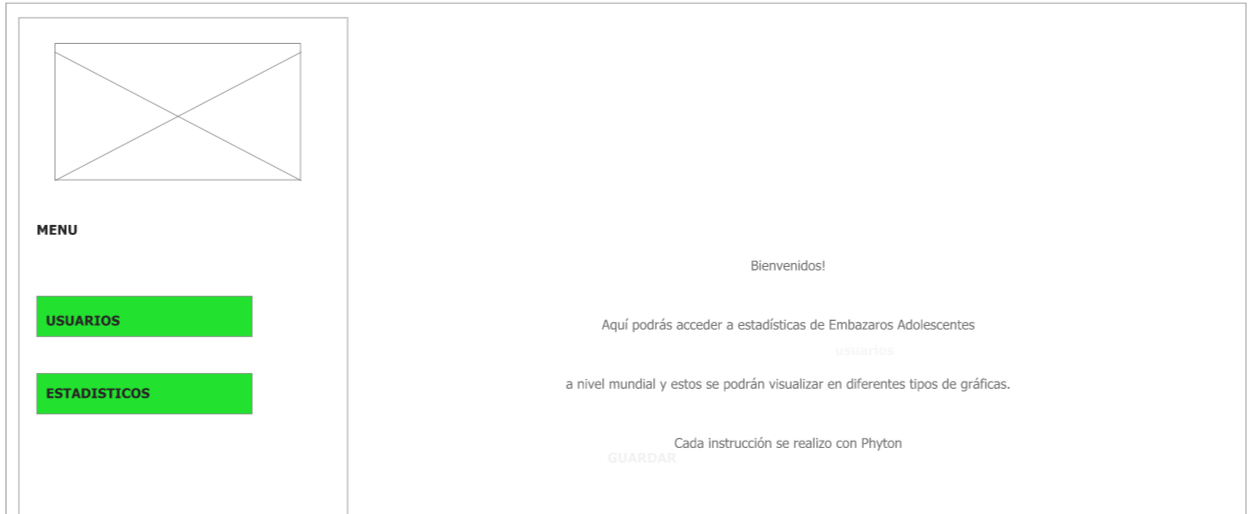 MENU
USUARIOS
ESTADISTICOS
Bienvenidos!
Aquí podrás acceder a estadísticas de Embazaros Adolescentes
usuarios
a nivel mundial y estos se podrán visualizar en diferentes tipos de gráficas.
Cada instrucción se realizo con Phyton
GUARDAR